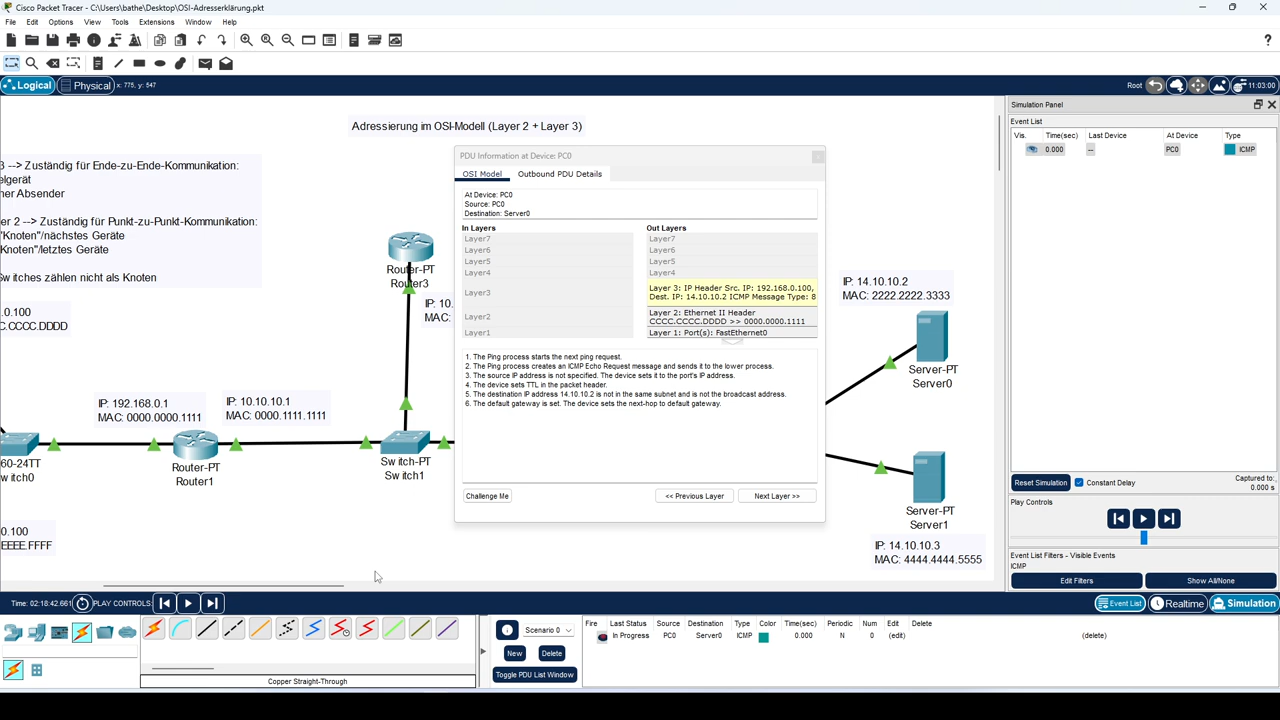 Cisco Packet Tracer - C:\Users\bathe\Desktop\OSI-Adresserklärung.pkt
File Edit Options View Tools Extensions Window Help
Logical Physical x: 775, y: 547 Root 11:03:00
Adressierung im OSI-Modell (Layer 2 + Layer 3)
3 --> Zuständig für Ende-zu-Ende-Kommunikation:
elgerät
her Absender
er 2 --> Zuständig für Punkt-zu-Punkt-Kommunikation:
"Knoten"/nächstes Geräte
Knoten"/letztes Geräte
Switches zählen nicht als Knoten
.0.100
C.CCCC.DDDD
IP: 192.168.0.1
MAC: 0000.0000.1111
IP: 10.10.10.1
MAC: 0000.1111.1111
60-24TT
witch0
Router-PT
Router1
0.100
EEEE.FFFF
Router-PT
Router3
IP: 10.
MAC:
Switch-PT
Switch1
PDU Information at Device: PC0
OSI Model Outbound PDU Details
At Device: PC0
Source: PC0
Destination: Server0
In Layers Out Layers
Layer7 Layer7
Layer6 Layer6
Layer5 Layer5
Layer4 Layer4
Layer3 Layer 3: IP Header Src. IP: 192.168.0.100,
Dest. IP: 14.10.10.2 ICMP Message Type: 8
Layer2 Layer 2: Ethernet II Header
CCCC.CCCC.DDDD >> 0000.0000.1111
Layer1 Layer 1: Port(s): FastEthernet0
1. The Ping process starts the next ping request.
2. The Ping process creates an ICMP Echo Request message and sends it to the lower process.
3. The source IP address is not specified. The device sets it to the port's IP address.
4. The device sets TTL in the packet header.
5. The destination IP address 14.10.10.2 is not in the same subnet and is not the broadcast address.
6. The default gateway is set. The device sets the next-hop to default gateway.
Challenge Me << Previous Layer Next Layer >>
IP: 14.10.10.2
MAC: 2222.2222.3333
Server-PT
Server0
Server-PT
Server1
IP: 14.10.10.3
MAC: 4444.4444.5555
Simulation Panel
Event List
Vis. Time(sec) Last Device At Device Type
0.000 -- PC0 ICMP
Reset Simulation Constant Delay Captured to:
0.000 s
Play Controls
Event List Filters - Visible Events
ICMP
Edit Filters Show All/None
Time: 02:18:42.661 PLAY CONTROLS: Event List Realtime Simulation
Copper Straight-Through
Scenario 0
New Delete
Toggle PDU List Window
Fire Last Status Source Destination Type Color Time(sec) Periodic Num Edit Delete
In Progress PC0 Server0 ICMP 0.000 N 0 (edit) (delete)